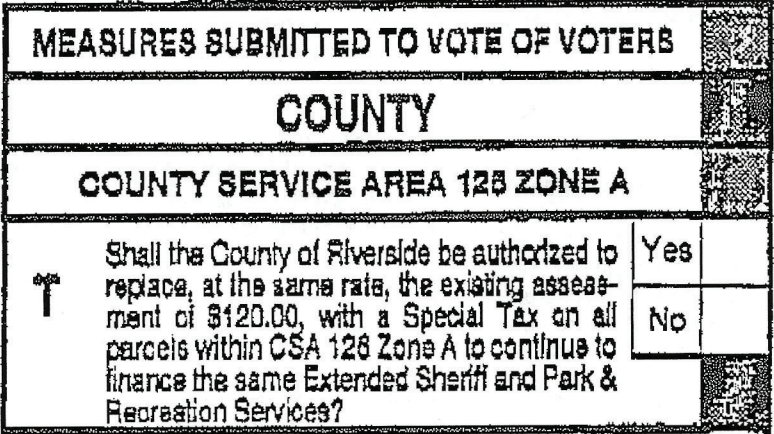 MEASURES SUBMITTED TO VOTE OF VOTERS
COUNTY
COUNTY SERVICE AREA 126 ZONE A
T
Shall the County of Riverside be authorized to
replace, at the same rate, the existing assess-
ment of $120.00, with a Special Tax on all
parcels within CSA 126 Zone A to continue to
finance the same Extended Sheriff and Park &
Recreation Services?
Yes
No